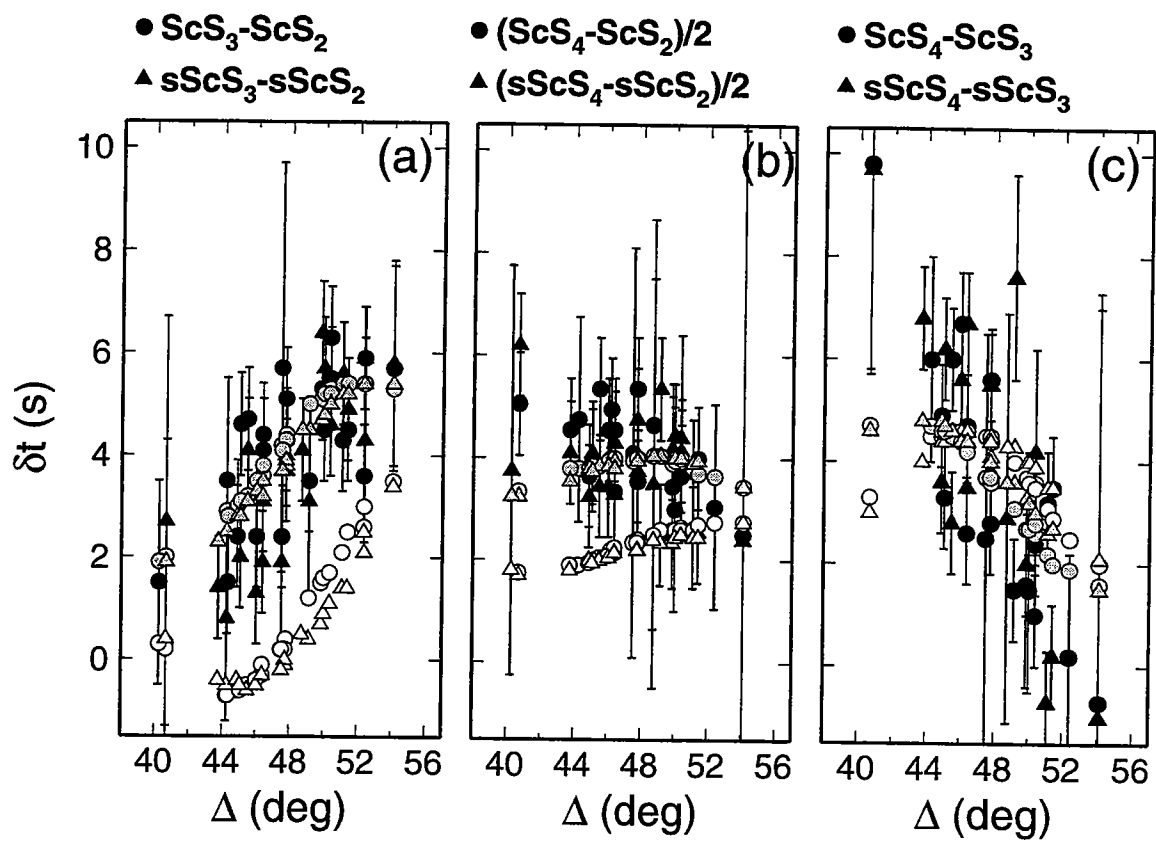 ● ScS₃-ScS₂
▲ sScS₃-sScS₂
● (ScS₄-ScS₂)/2
▲ (sScS₄-sScS₂)/2
● ScS₄-ScS₃
▲ sScS₄-sScS₃
(a)
(b)
(c)
10
8
6
4
2
0
δt (s)
40 44 48 52 56
40 44 48 52 56
40 44 48 52 56
Δ (deg)
Δ (deg)
Δ (deg)